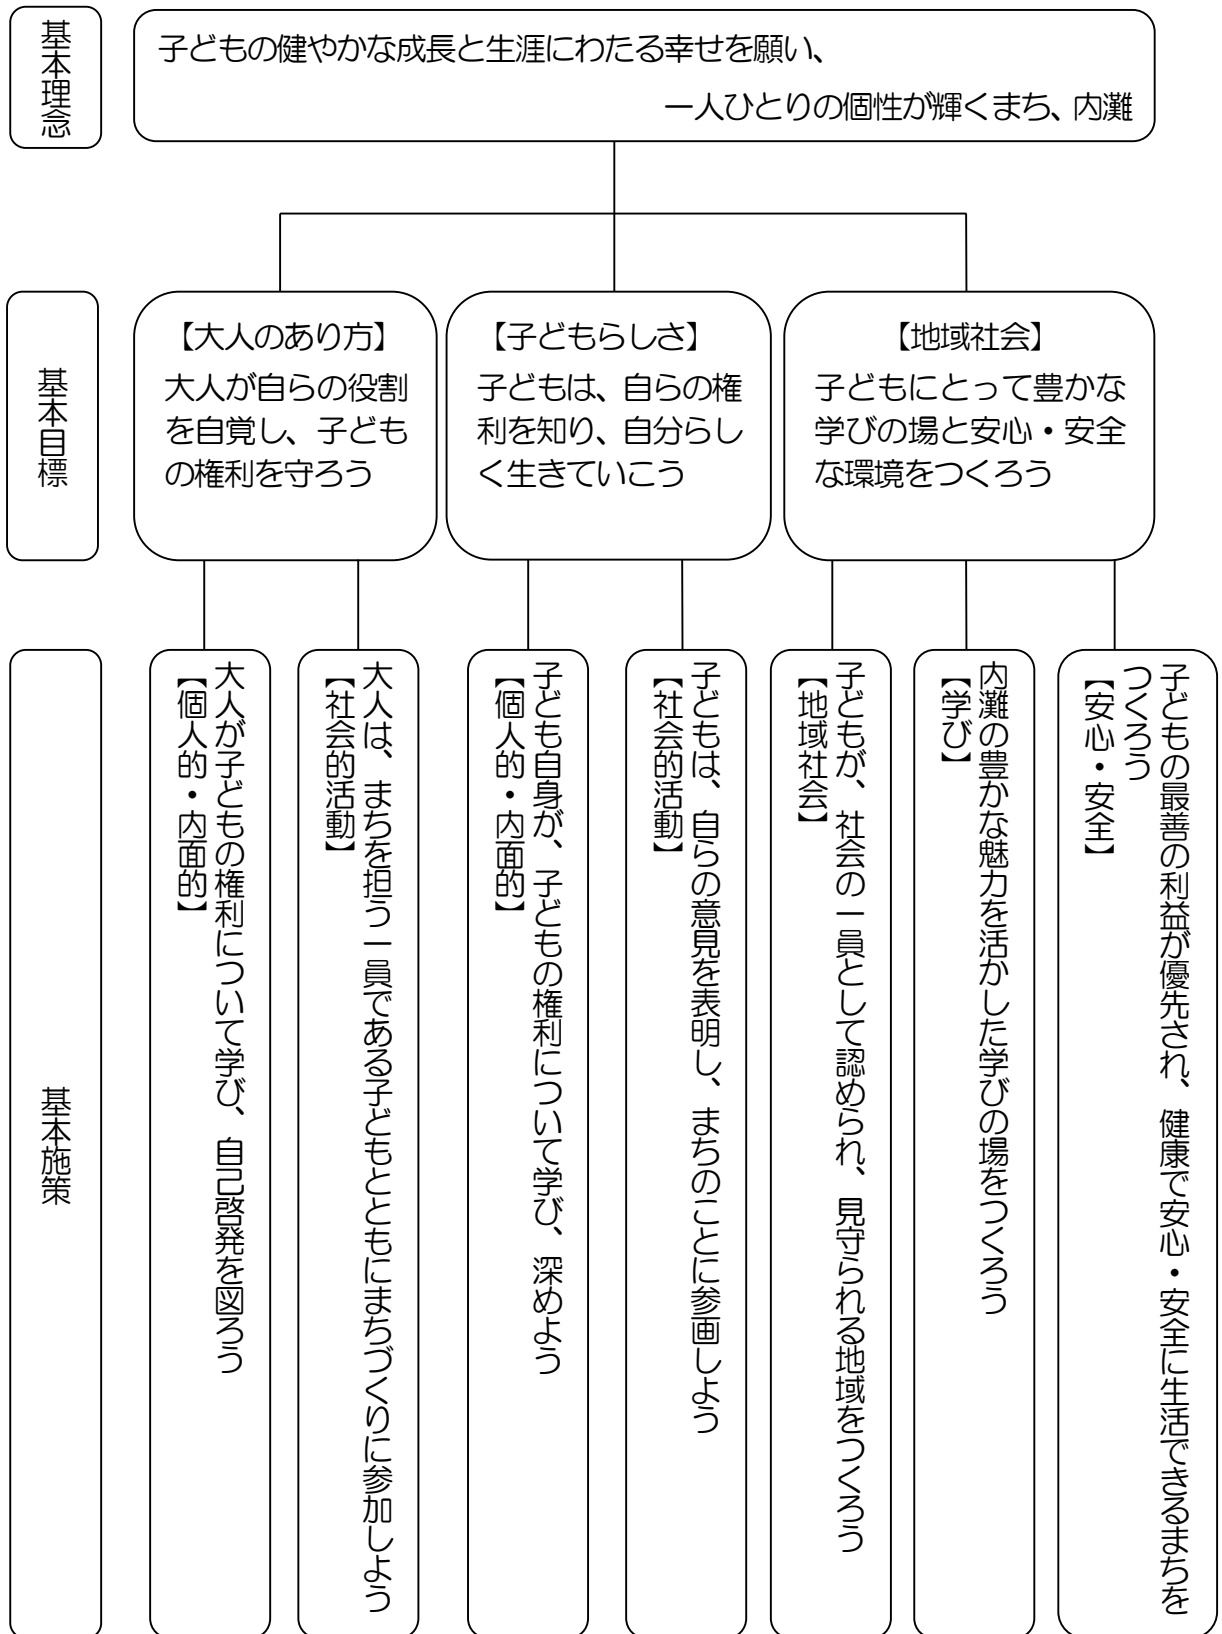 基本理念
子どもの健やかな成長と生涯にわたる幸せを願い、
一人ひとりの個性が輝くまち、内灘
基本目標
【大人のあり方】
大人が自らの役割
を自覚し、子ども
の権利を守ろう
【子どもらしさ】
子どもは、自らの権
利を知り、自分らし
く生きていこう
【地域社会】
子どもにとって豊かな
学びの場と安心・安全
な環境をつくろう
基本施策
大人が子どもの権利について学び、自己啓発を図ろう
【個人的・内面的】
大人は、まちを担う一員である子どもとともにまちづくりに参加しよう
【社会的活動】
子ども自身が、子どもの権利について学び、深めよう
【個人的・内面的】
子どもは、自らの意見を表明し、まちのことに参画しよう
【社会的活動】
子どもが、社会の一員として認められ、見守られる地域をつくろう
【地域社会】
内灘の豊かな魅力を活かした学びの場をつくろう
【学び】
子どもの最善の利益が優先され、健康で安心・安全に生活できるまちを
つくろう
【安心・安全】